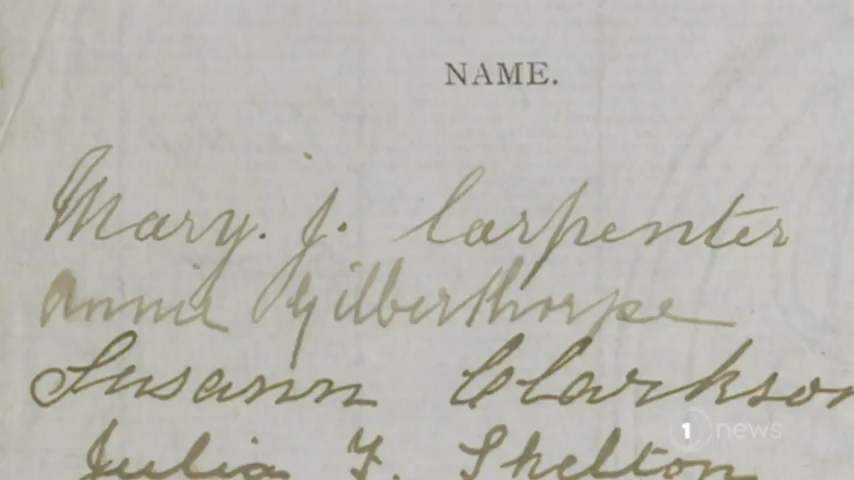 NAME.
Mary. J. Carpenter
Annie Gilberthorpe
Susann Clarkson
Julia F. Shelton
1 news